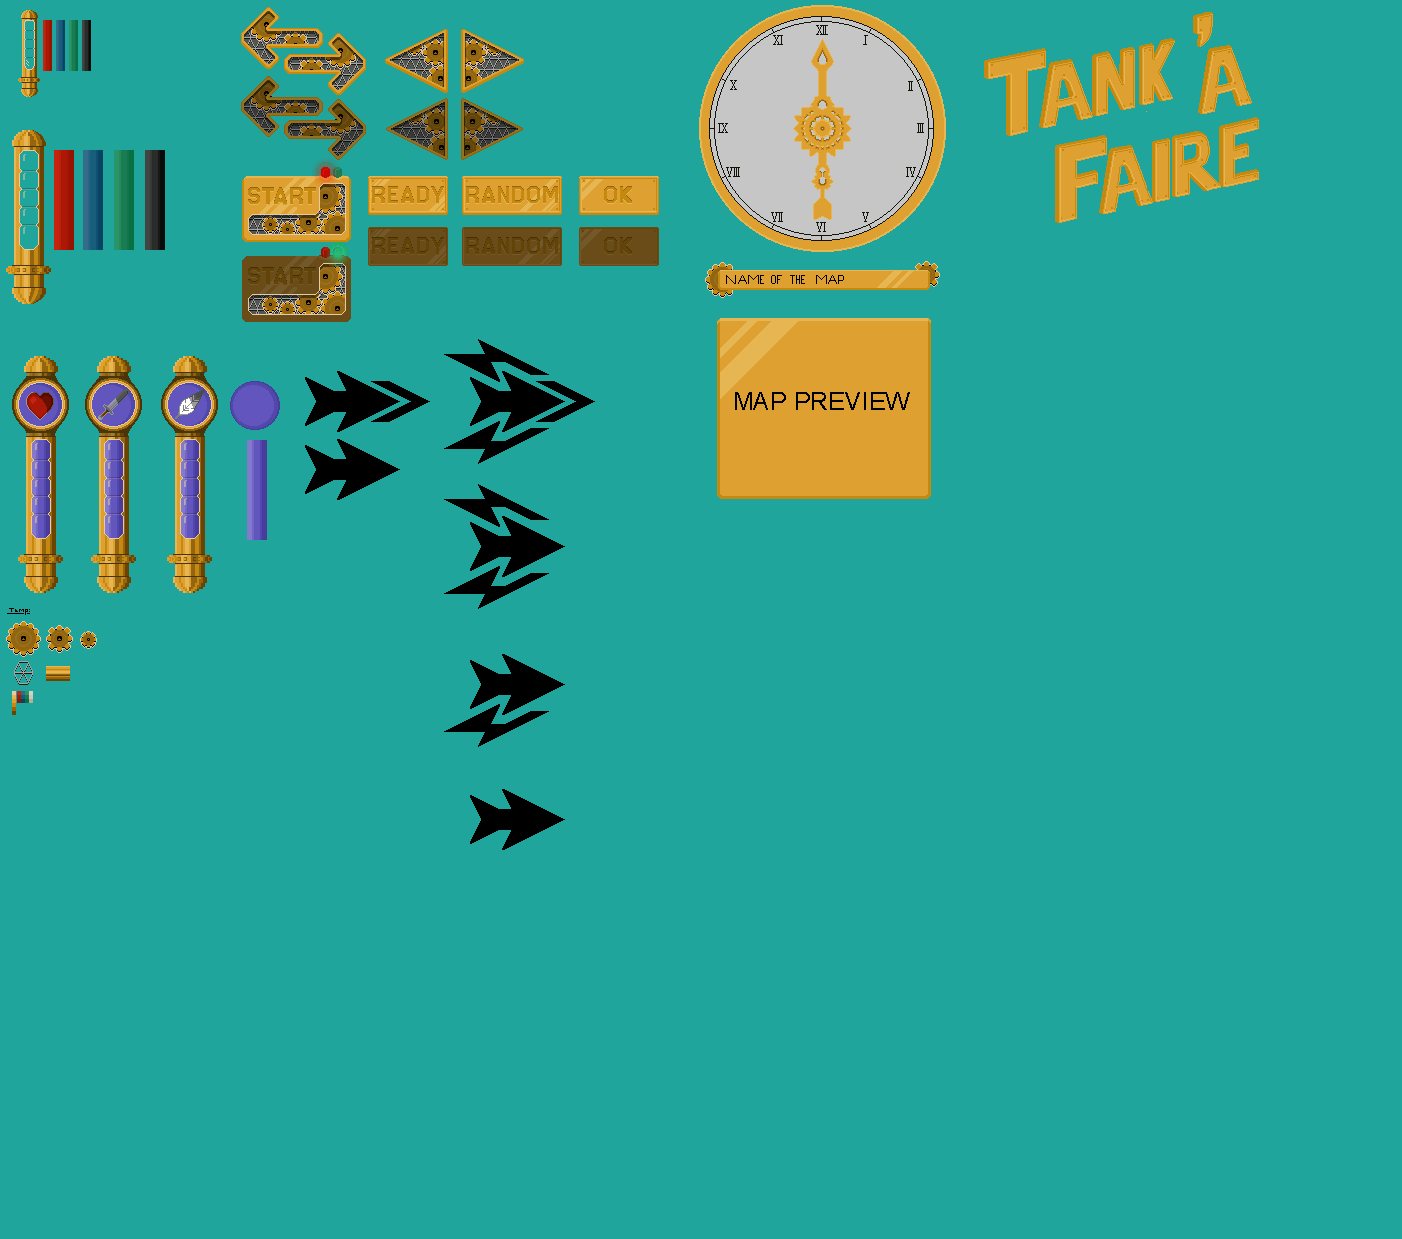 TANK 'A
FAIRE
START
READY
RANDOM
OK
START
READY
RANDOM
OK
XII
I
II
III
IV
V
VI
VII
VIII
IX
X
XI
NAME OF THE MAP
MAP PREVIEW
Temp: